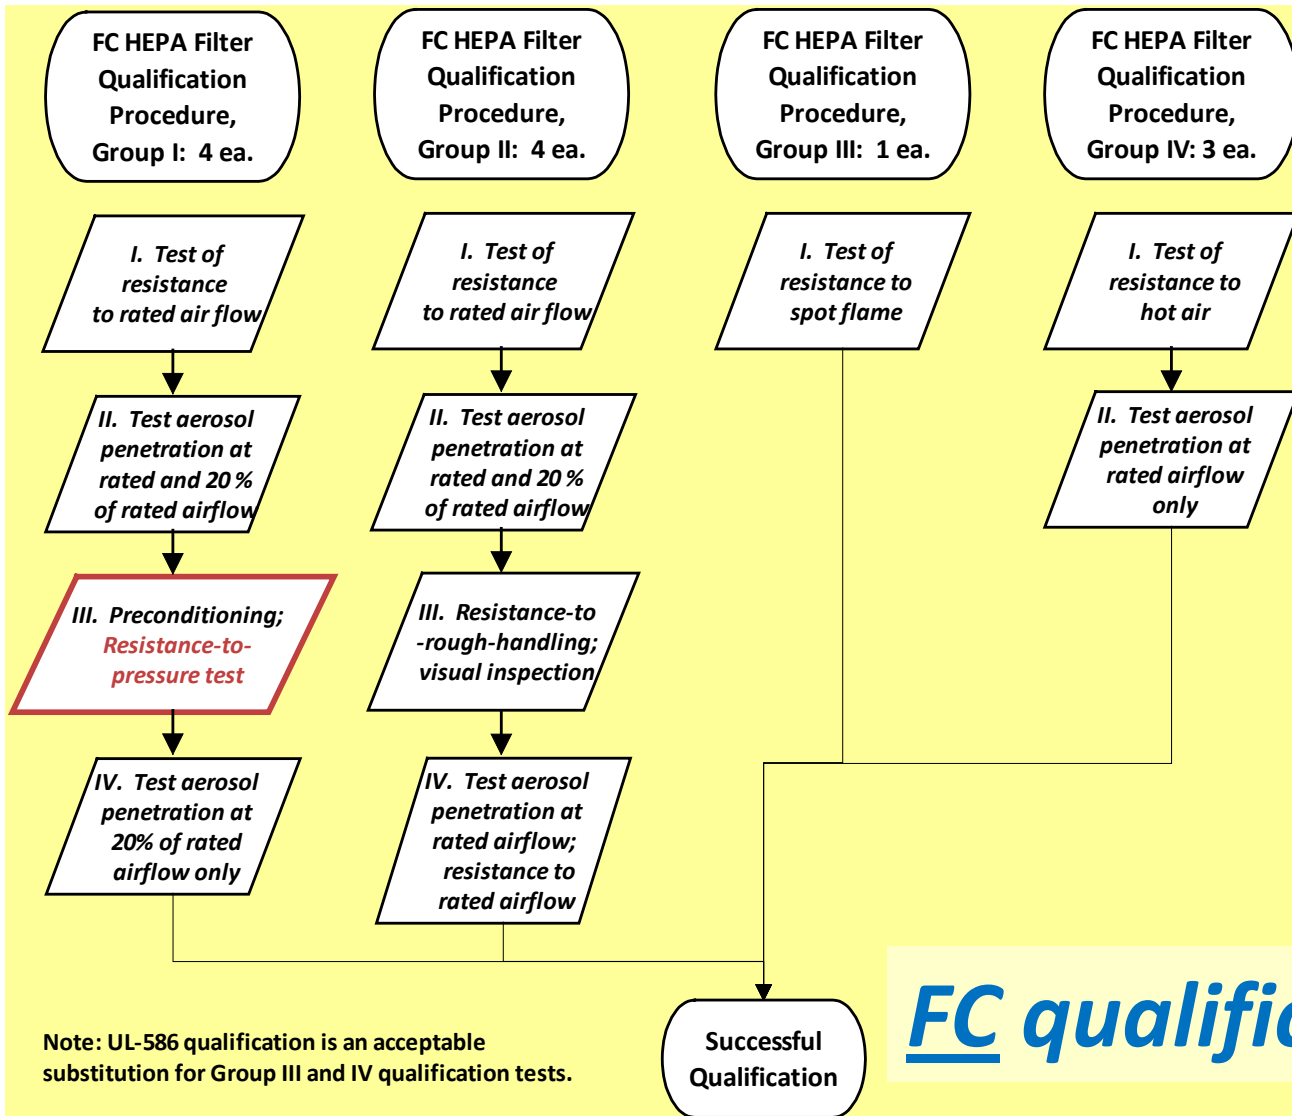 FC HEPA Filter
Qualification
Procedure,
Group I:  4 ea.
FC HEPA Filter
Qualification
Procedure,
Group II:  4 ea.
FC HEPA Filter
Qualification
Procedure,
Group III:  1 ea.
FC HEPA Filter
Qualification
Procedure,
Group IV: 3 ea.
I.  Test of
resistance
to rated air flow
I.  Test of
resistance
to rated air flow
I.  Test of
resistance to
spot flame
I.  Test of
resistance to
hot air
II.  Test aerosol
penetration at
rated and 20 %
of rated airflow
II.  Test aerosol
penetration at
rated and 20 %
of rated airflow
II.  Test aerosol
penetration at
rated airflow
only
III.  Preconditioning;
Resistance-to-
pressure test
III.  Resistance-to
-rough-handling;
visual inspection
IV.  Test aerosol
penetration at
20% of rated
airflow only
IV.  Test aerosol
penetration at
rated airflow;
resistance to
rated airflow
Note: UL-586 qualification is an acceptable
substitution for Group III and IV qualification tests.
Successful
Qualification
FC qualific